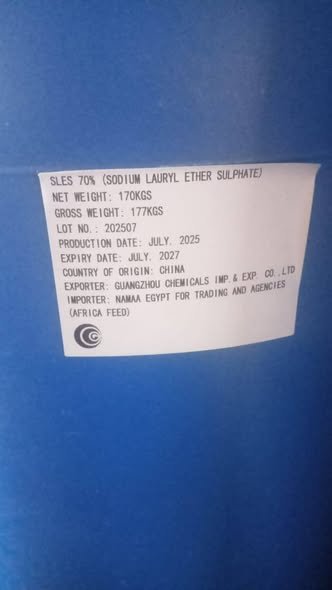 SLES 70% (SODIUM LAURYL ETHER SULPHATE)
NET WEIGHT: 170KGS
GROSS WEIGHT: 177KGS
LOT NO.: 202507
PRODUCTION DATE: JULY. 2025
EXPIRY DATE: JULY. 2027
COUNTRY OF ORIGIN: CHINA
EXPORTER: GUANGZHOU CHEMICALS IMP.& EXP CO.,LTD
IMPORTER: NAMAA EGYPT FOR TRADING AND AGENCIES
(AFRICA FEED)